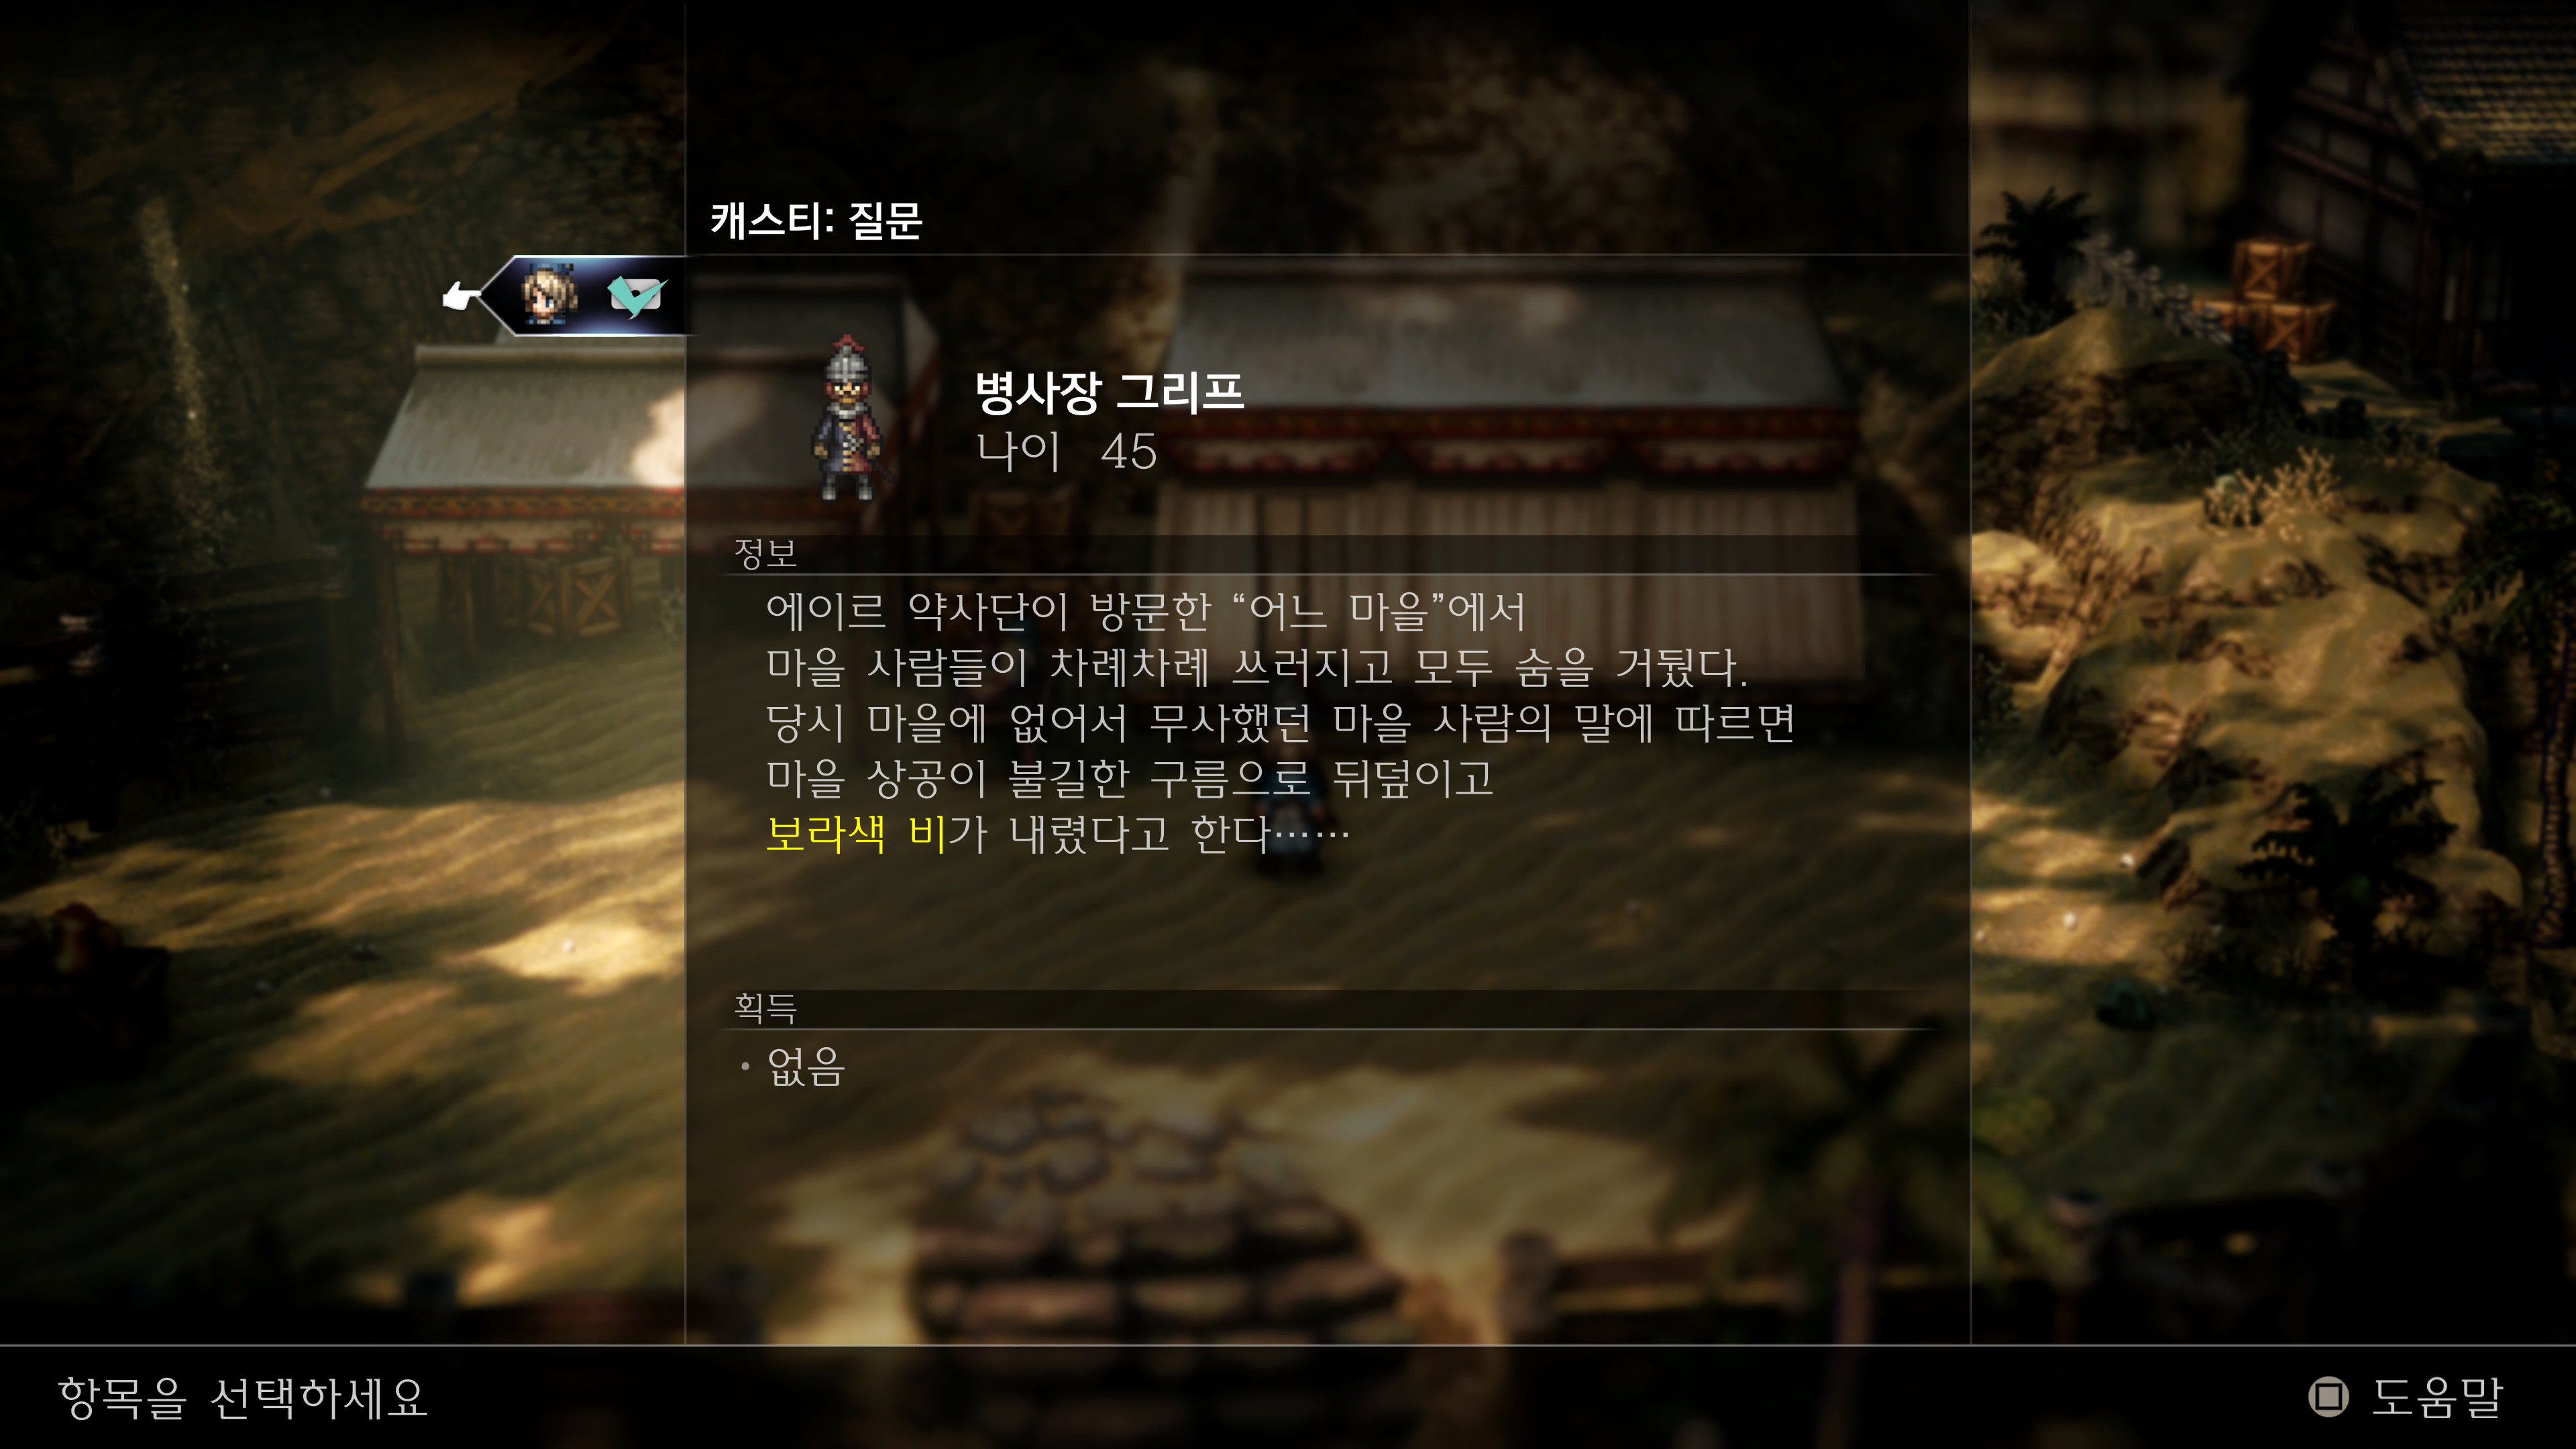 캐스티: 질문
병사장 그리프
나이 45
정보
에이르 약사단이 방문한 “어느 마을”에서
마을 사람들이 차례차례 쓰러지고 모두 숨을 거뒀다.
당시 마을에 없어서 무사했던 마을 사람의 말에 따르면
마을 상공이 불길한 구름으로 뒤덮이고
보라색 비가 내렸다고 한다……
획득
• 없음
항목을 선택하세요
도움말